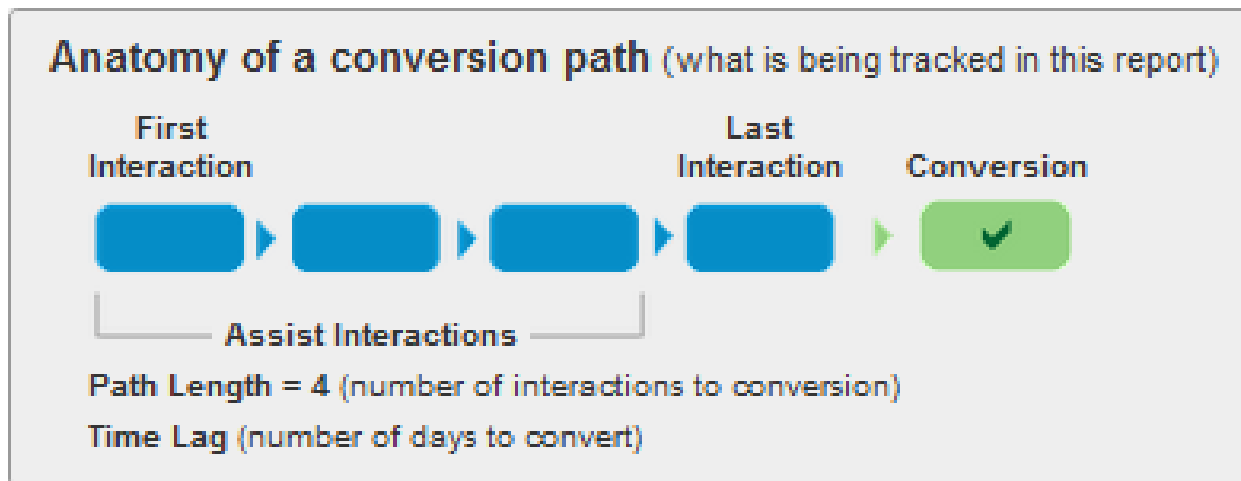 Anatomy of a conversion path (what is being tracked in this report)
First Interaction
Last Interaction
Conversion
Assist Interactions
Path Length = 4 (number of interactions to conversion)
Time Lag (number of days to convert)